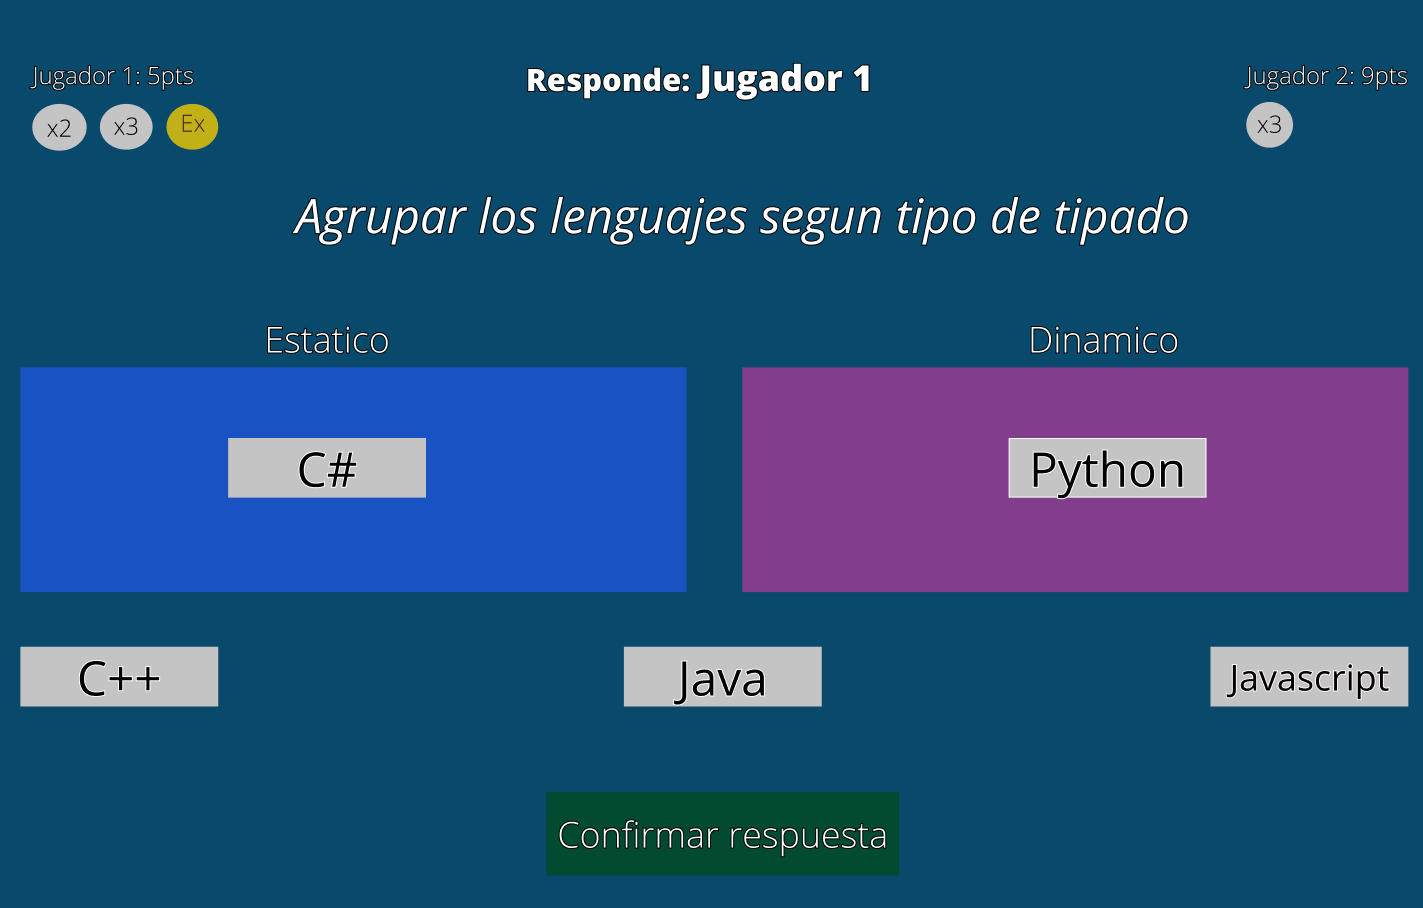 Jugador 1: 5pts
Responde: Jugador 1
Jugador 2: 9pts
x2
x3
Ex
x3
Agrupar los lenguajes segun tipo de tipado
Estatico
Dinamico
C#
Python
C++
Java
Javascript
Confirmar respuesta